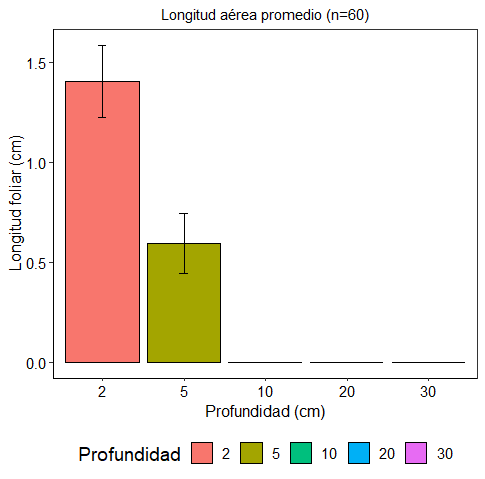 Longitud aérea promedio (n=60)
Longitud foliar (cm)
1.5
1.0
0.5
0.0
2 5 10 20 30
Profundidad (cm)
Profundidad 2 5 10 20 30